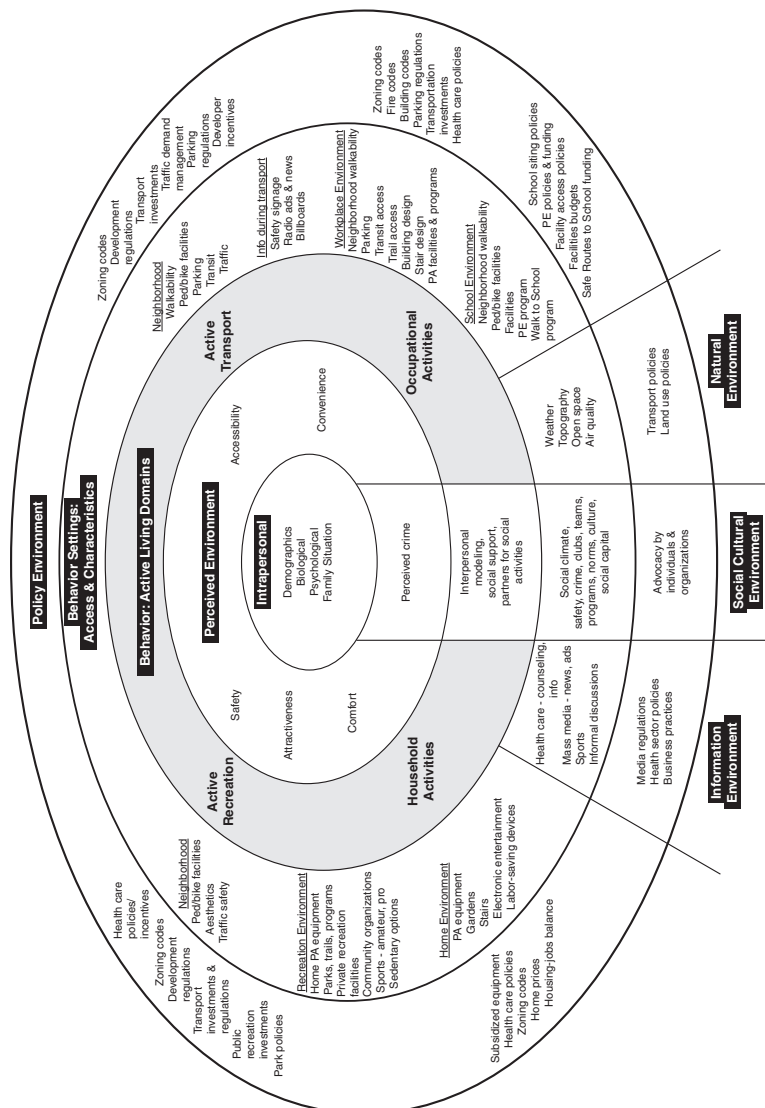 Policy Environment
Behavior Settings:
Access & Characteristics
Behavior: Active Living Domains
Perceived Environment
Intrapersonal
Demographics
Biological
Psychological
Family Situation
Safety
Attractiveness
Comfort
Accessibility
Convenience
Perceived crime
Active
Recreation
Active
Transport
Household
Activities
Occupational
Activities
Interpersonal
modeling,
social support,
partners for social
activities
Health care
policies/
incentives
Zoning codes
Development
regulations
Transport
investments &
regulations
Public
recreation
investments
Park policies
Neighborhood
Ped/bike facilities
Aesthetics
Traffic safety
Recreation Environment
Home PA equipment
Parks, trails, programs
Private recreation
facilities
Community organizations
Sports - amateur, pro
Sedentary options
Home Environment
PA equipment
Gardens
Stairs
Electronic entertainment
Labor-saving devices
Subsidized equipment
Health care policies
Zoning codes
Home prices
Housing-jobs balance
Zoning codes
Development
regulations
Transport
investments
Traffic demand
management
Parking
regulations
Developer
incentives
Neighborhood
Walkability
Ped/bike facilities
Parking
Transit
Traffic
Info during transport
Safety signage
Radio ads & news
Billboards
Workplace Environment
Neighborhood walkability
Parking
Transit access
Trail access
Building design
Stair design
PA facilities & programs
Zoning codes
Fire codes
Building codes
Parking regulations
Transportation
investments
Health care policies
School Environment
Neighborhood walkability
Ped/bike facilities
Facilities
PE program
Walk to School
program
School siting policies
PE policies & funding
Facility access policies
Facilities budgets
Safe Routes to School funding
Health care - counseling,
info
Mass media - news, ads
Sports
Informal discussions
Social climate,
safety, crime, clubs, teams,
programs, norms, culture,
social capital
Weather
Topography
Open space
Air quality
Media regulations
Health sector policies
Business practices
Advocacy by
individuals &
organizations
Transport policies
Land use policies
Information
Environment
Social Cultural
Environment
Natural
Environment